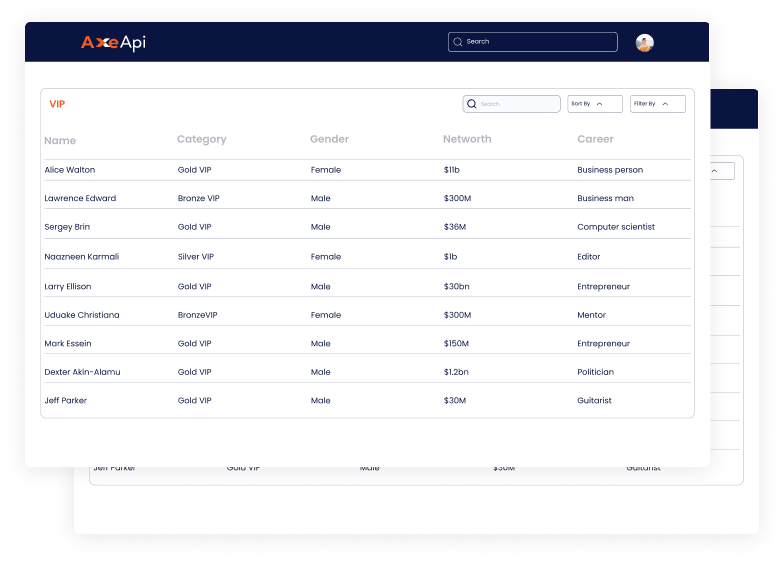 AxeApi Search
VIP Search Sort By Filter By
Name Category Gender Networth Career
Alice Walton Gold VIP Female $11b Business person
Lawrence Edward Bronze VIP Male $300M Business man
Sergey Brin Gold VIP Male $36M Computer scientist
Naazneen Karmali Silver VIP Female $1b Editor
Larry Ellison Gold VIP Male $30bn Entrepreneur
Uduake Christiana BronzeVIP Female $300M Mentor
Mark Essein Gold VIP Male $150M Entrepreneur
Dexter Akin-Alamu Gold VIP Male $1.2bn Politician
Jeff Parker Gold VIP Male $30M Guitarist
Jeff Parker Gold VIP Male $30M Guitarist